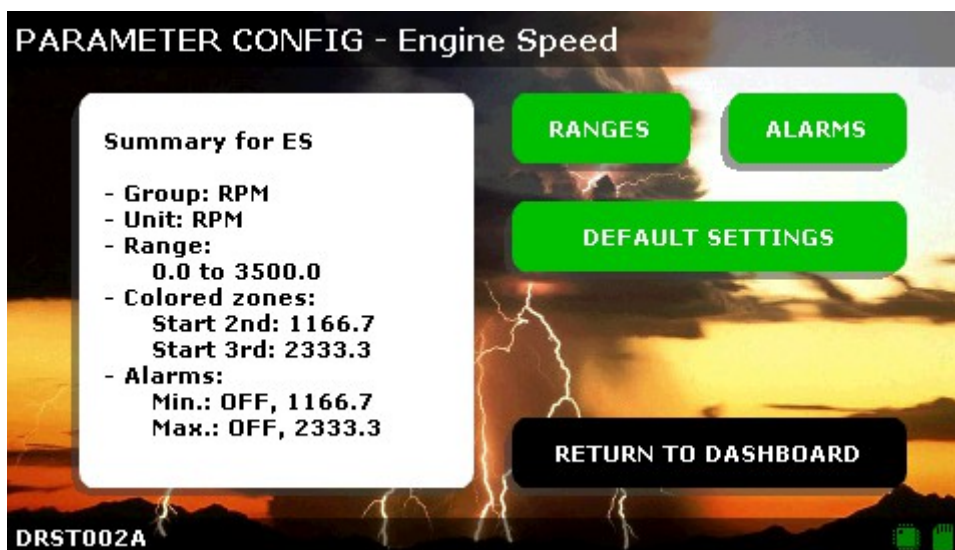 PARAMETER CONFIG - Engine Speed
Summary for ES
- Group: RPM
- Unit: RPM
- Range:
0.0 to 3500.0
- Colored zones:
Start 2nd: 1166.7
Start 3rd: 2333.3
- Alarms:
Min.: OFF, 1166.7
Max.: OFF, 2333.3
RANGES
ALARMS
DEFAULT SETTINGS
RETURN TO DASHBOARD
DRST002A